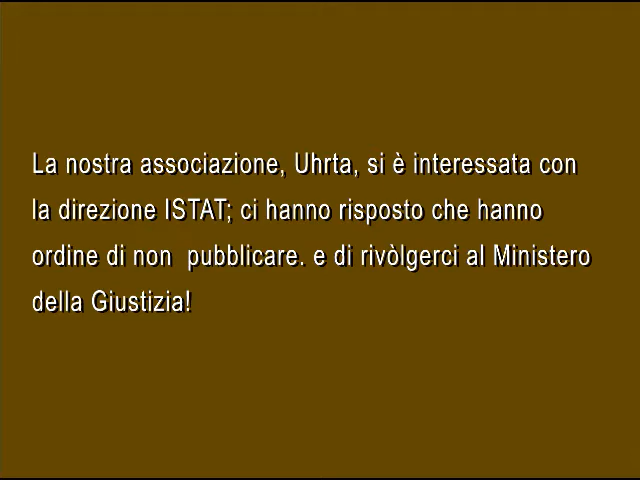 La nostra associazione, Uhrta, si è interessata con
la direzione ISTAT; ci hanno risposto che hanno
ordine di non  pubblicare. e di rivòlgerci al Ministero
della Giustizia!